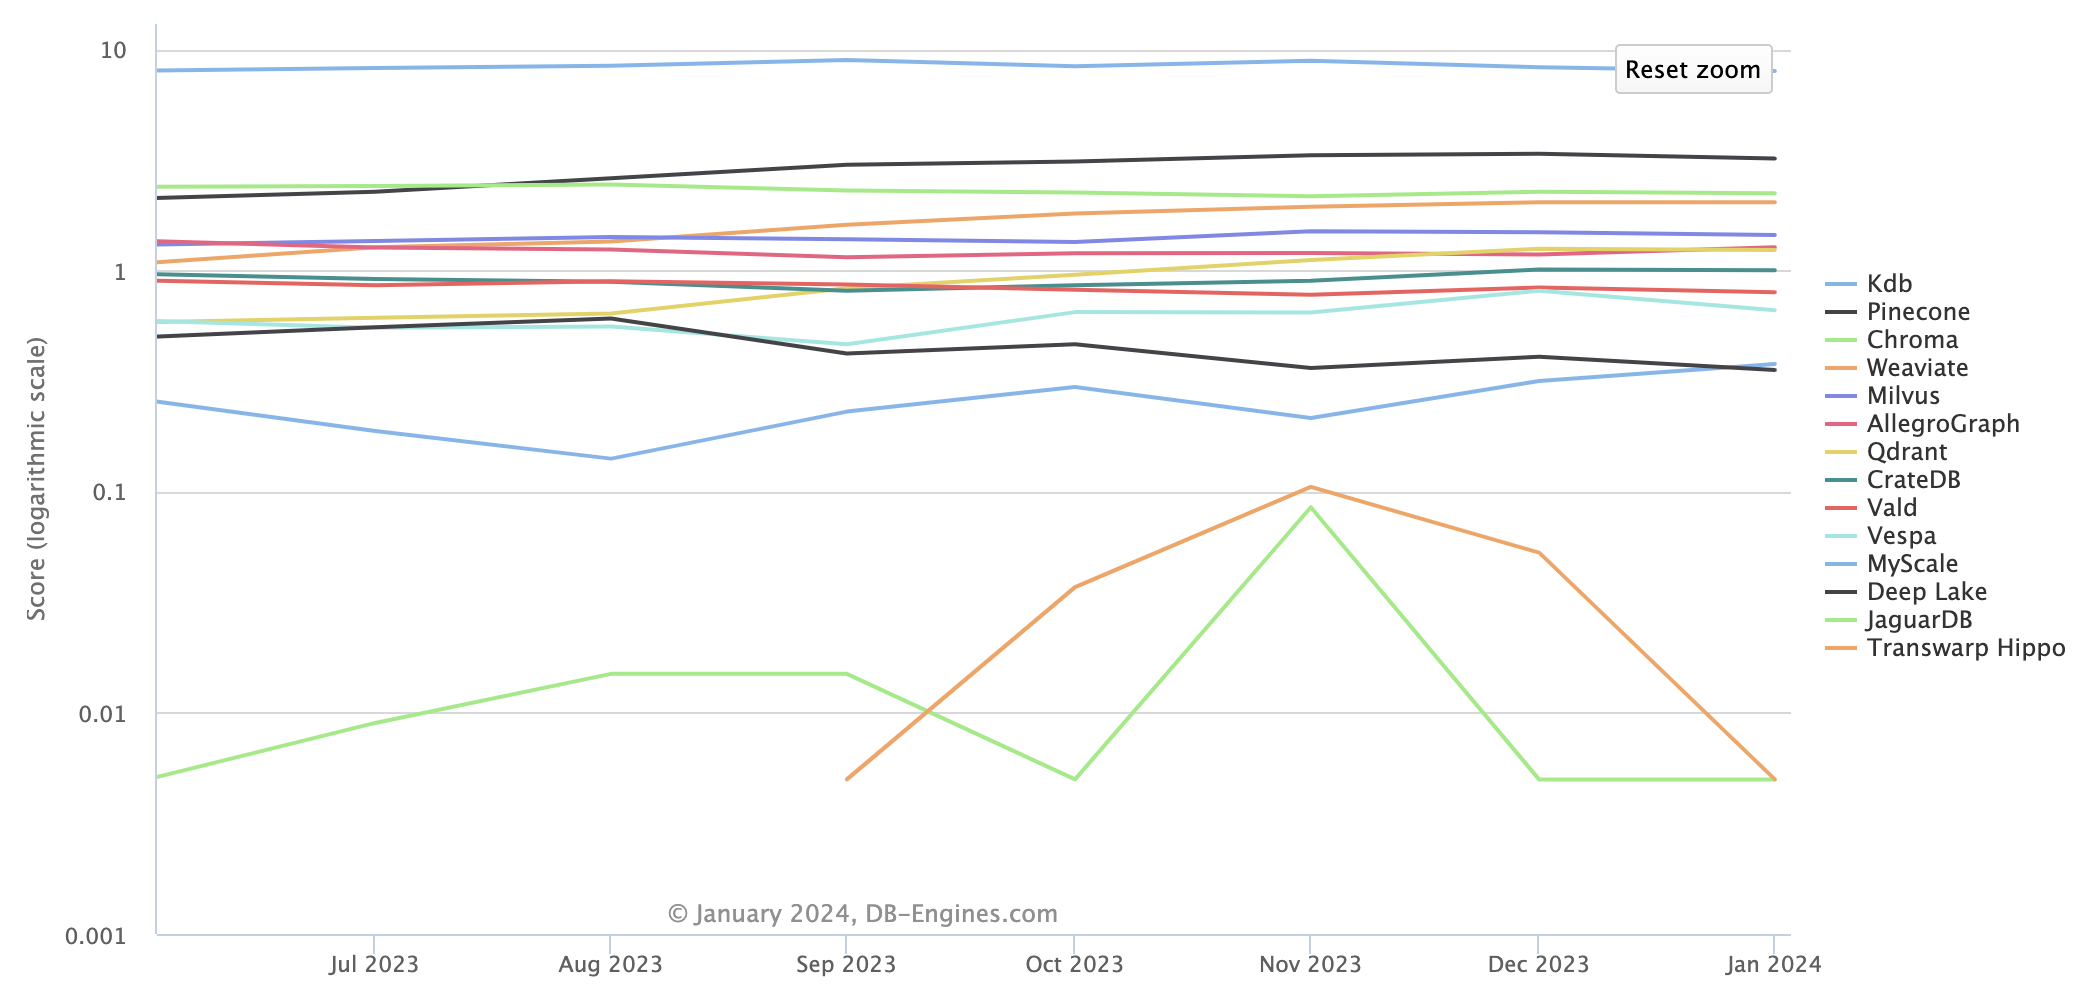 10
Reset zoom
1
0.1
0.01
0.001
Score (logarithmic scale)
Kdb
Pinecone
Chroma
Weaviate
Milvus
AllegroGraph
Qdrant
CrateDB
Vald
Vespa
MyScale
Deep Lake
JaguarDB
Transwarp Hippo
© January 2024, DB-Engines.com
Jul 2023 Aug 2023 Sep 2023 Oct 2023 Nov 2023 Dec 2023 Jan 2024